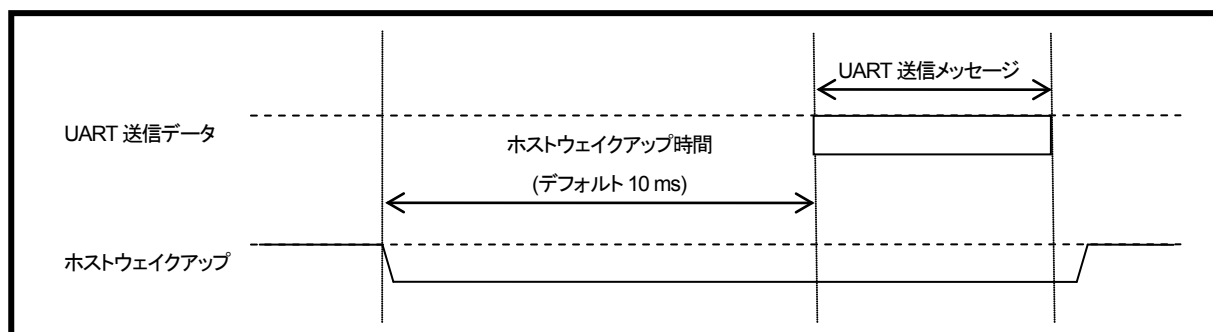 UART 送信メッセージ
UART 送信データ
ホストウェイクアップ時間
(デフォルト 10 ms)
ホストウェイクアップ